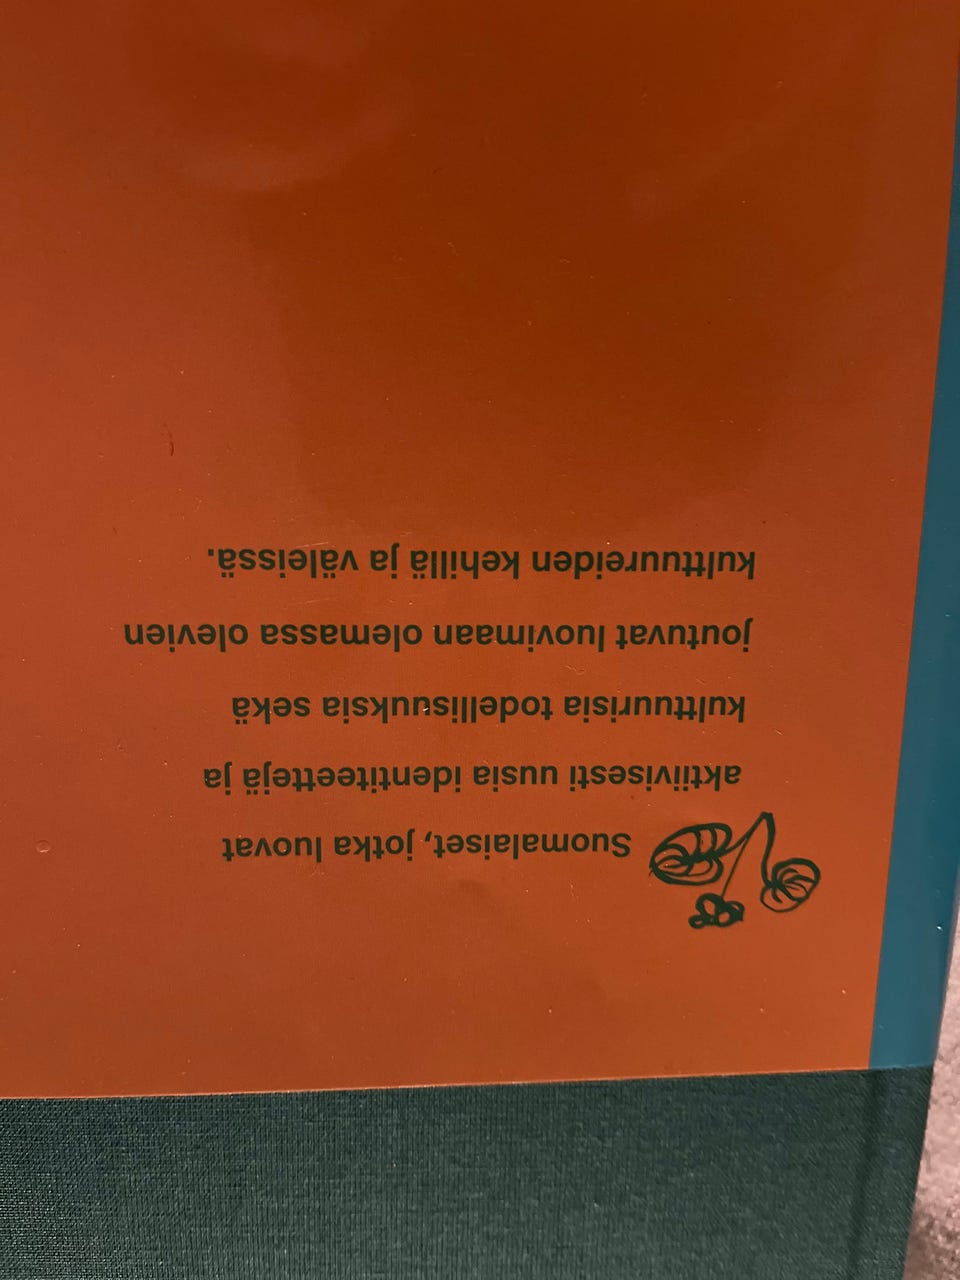 Suomalaiset, jotka luovat
aktiivisesti uusia identiteettejä ja
kulttuurisia todellisuuksia sekä
joutuvat luovimaan olemassa olevien
kulttuureiden kehillä ja väleissä.